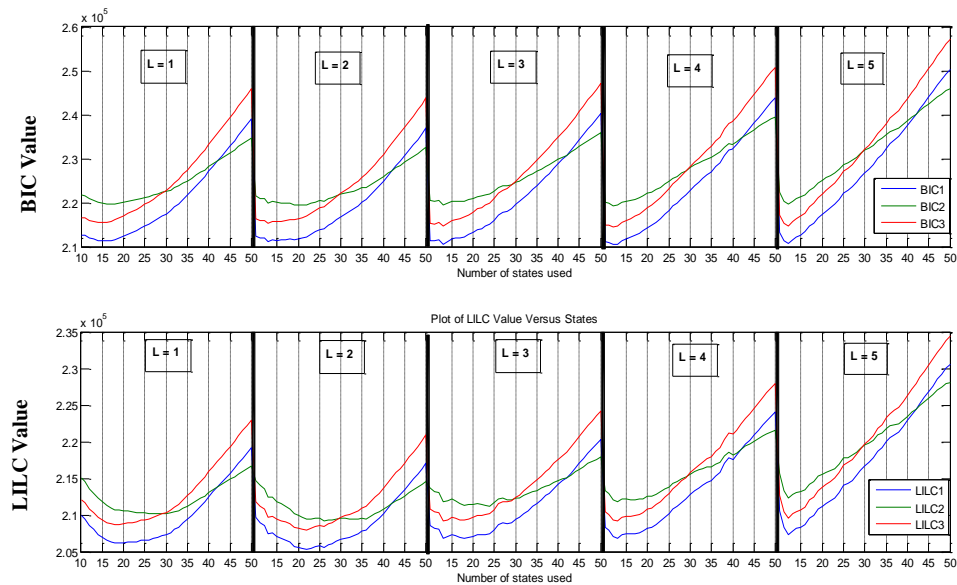 x 10^5
2.6
2.5
2.4
2.3
2.2
2.1
BIC Value
L = 1
L = 2
L = 3
L = 4
L = 5
BIC1
BIC2
BIC3
10 15 20 25 30 35 40 45 50 15 20 25 30 35 40 45 50 15 20 25 30 35 40 45 50 15 20 25 30 35 40 45 50 15 20 25 30 35 40 45 50
Number of states used
Plot of LILC Value Versus States
x 10^5
2.35
2.3
2.25
2.2
2.15
2.1
2.05
LILC Value
L = 1
L = 2
L = 3
L = 4
L = 5
LILC1
LILC2
LILC3
10 15 20 25 30 35 40 45 50 15 20 25 30 35 40 45 50 15 20 25 30 35 40 45 50 15 20 25 30 35 40 45 50 15 20 25 30 35 40 45 50
Number of states used